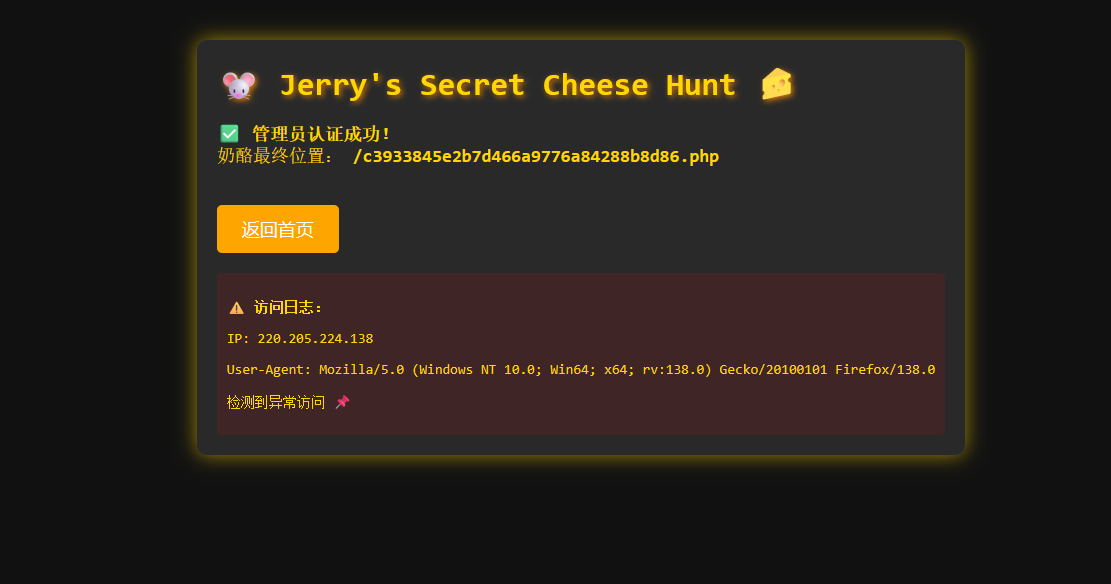 🐭 Jerry's Secret Cheese Hunt 🧀
✅ 管理员认证成功！
奶酪最终位置： /c3933845e2b7d466a9776a84288b8d86.php
返回首页
⚠️ 访问日志：
IP: 220.205.224.138
User-Agent: Mozilla/5.0 (Windows NT 10.0; Win64; x64; rv:138.0) Gecko/20100101 Firefox/138.0
检测到异常访问 📌